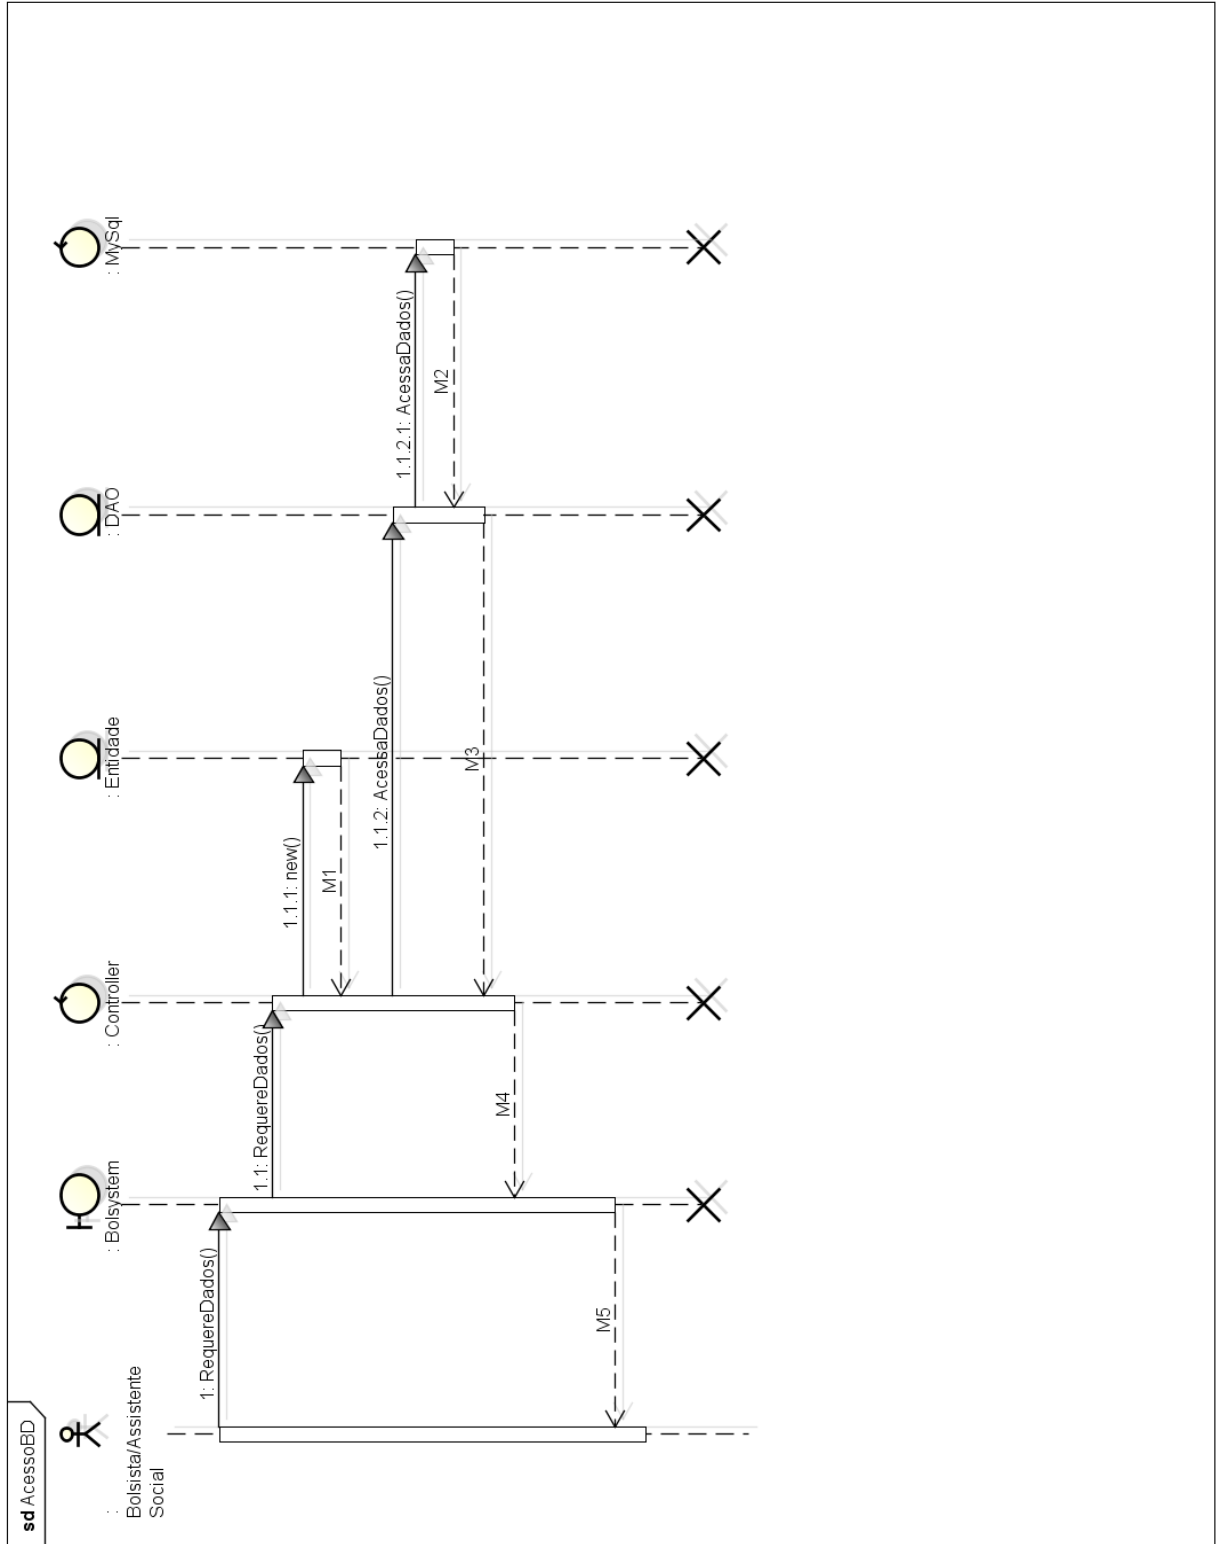 sd AcessoBD
:
Bolsista/Assistente
Social
: Bolsystem
: Controller
: Entidade
: DAO
: MySql
1: RequereDados()
1.1: RequereDados()
1.1.1: new()
M1
1.1.2: AcessaDados()
1.1.2.1: AcessaDados()
M2
M3
M4
M5